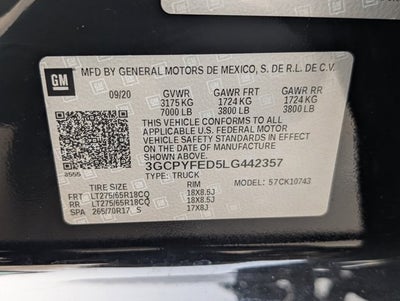 GM
MFD BY GENERAL MOTORS DE MEXICO, S. DE R.L. DE C.V.
09/20 GVWR GAWR FRT GAWR RR
3175 KG 1724 KG 1724 KG
7000 LB 3800 LB 3800 LB
THIS VEHICLE CONFORMS TO ALL APPLICABLE
U.S. FEDERAL MOTOR
VEHICLE SAFETY STANDARDS
IN EFFECT ON THE DATE OF
MANUFACTURE SHOWN ABOVE.
3GCPYFED5LG442357
TYPE: TRUCK 57CK10743
TIRE SIZE RIM
FRT LT275/65R18CQ 18X8.5J
RR LT275/65R18CQ 18X8.5J
SPA 265/70R17 S 17X8J